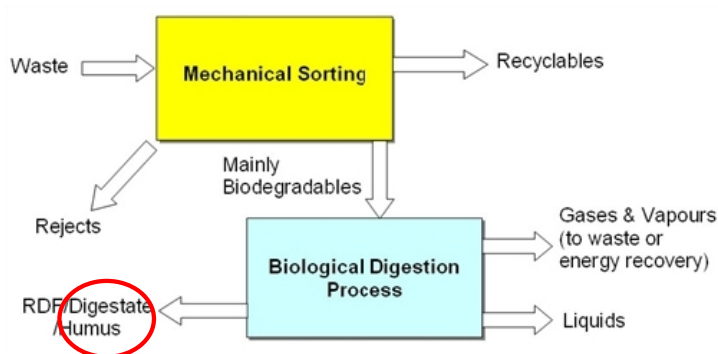 Waste
Mechanical Sorting
Recyclables
Mainly
Biodegradables
Rejects
Gases & Vapours
(to waste or
energy recovery)
Biological Digestion
Process
RDF/Digestate
/Humus
Liquids